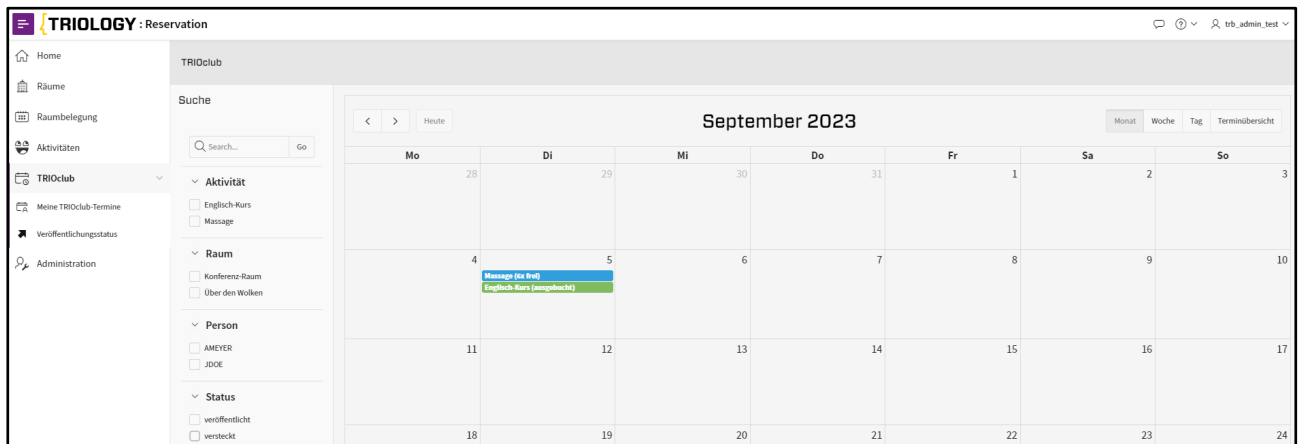 {TRIOLOGY : Reservation
trb_admin_test
Home
Räume
Raumbelegung
Aktivitäten
TRIOclub
Meine TRIOclub-Termine
Veröffentlichungsstatus
Administration
TRIOclub
Suche
Search... Go
Aktivität
Englisch-Kurs
Massage
Raum
Konferenz-Raum
Über den Wolken
Person
AMEYER
JDOE
Status
veröffentlicht
versteckt
Heute
September 2023
Monat Woche Tag Terminübersicht
Mo Di Mi Do Fr Sa So
28 29 30 31 1 2 3
4 5 6 7 8 9 10
Massage (6x frei)
Englisch-Kurs (ausgebucht)
11 12 13 14 15 16 17
18 19 20 21 22 23 24